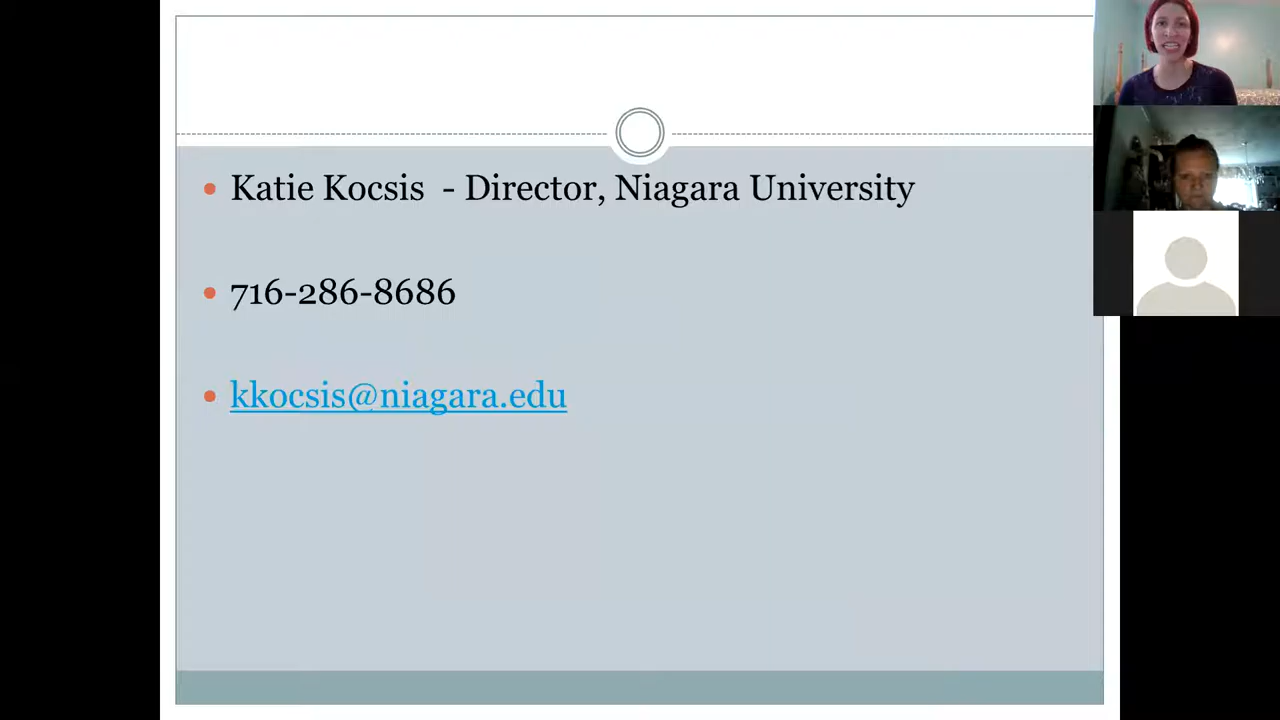 Katie Kocsis - Director, Niagara University
716-286-8686
kkocsis@niagara.edu